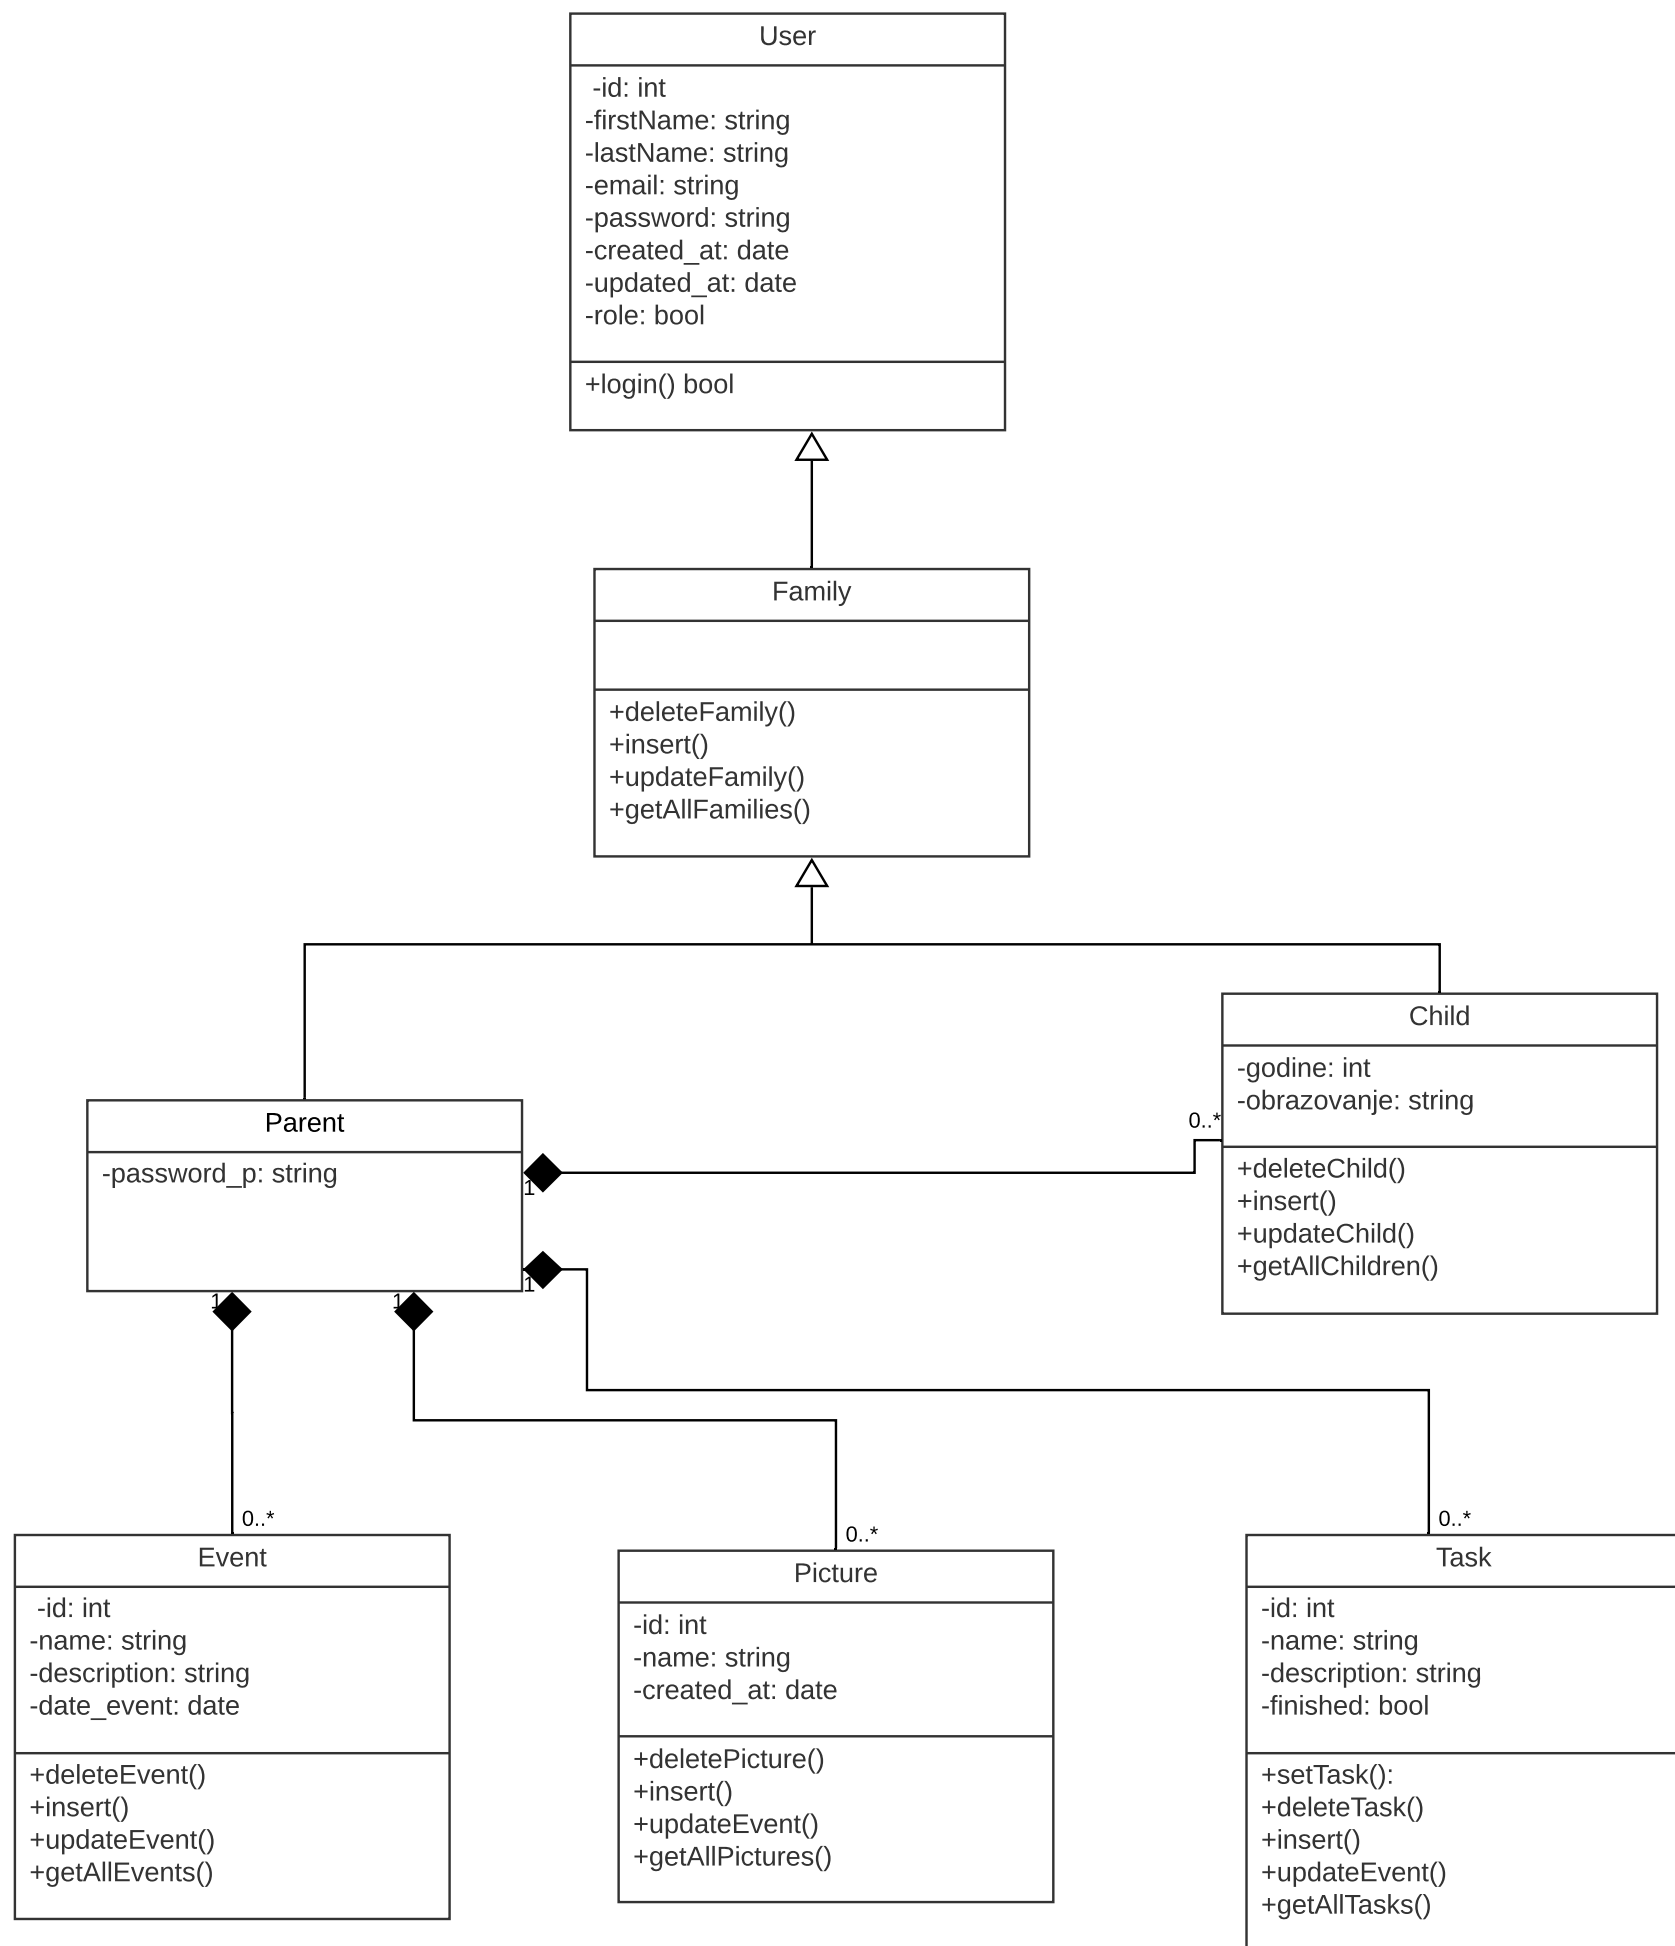 User
-id: int
-firstName: string
-lastName: string
-email: string
-password: string
-created_at: date
-updated_at: date
-role: bool
+login() bool
Family
+deleteFamily()
+insert()
+updateFamily()
+getAllFamilies()
Child
-godine: int
-obrazovanje: string
+deleteChild()
+insert()
+updateChild()
+getAllChildren()
Parent
-password_p: string
0..*
1
1
1
1
0..*
0..*
0..*
Event
-id: int
-name: string
-description: string
-date_event: date
+deleteEvent()
+insert()
+updateEvent()
+getAllEvents()
Picture
-id: int
-name: string
-created_at: date
+deletePicture()
+insert()
+updateEvent()
+getAllPictures()
Task
-id: int
-name: string
-description: string
-finished: bool
+setTask():
+deleteTask()
+insert()
+updateEvent()
+getAllTasks()